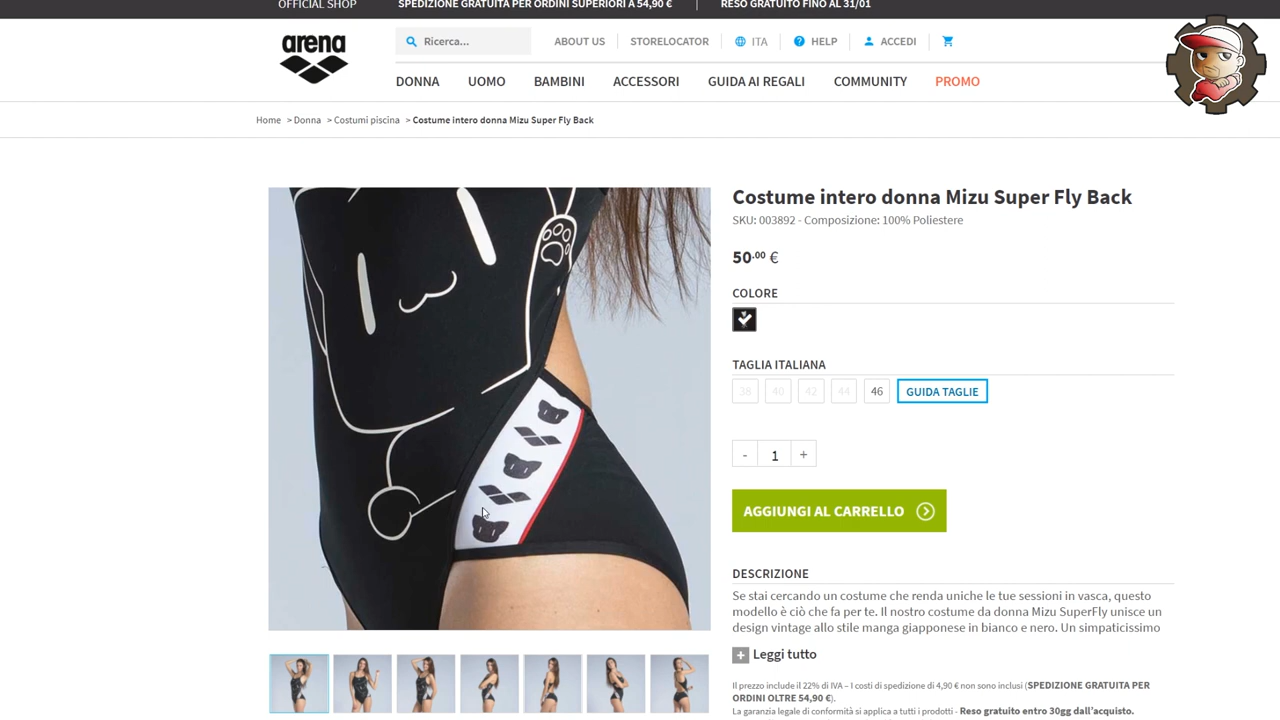 OFFICIAL SHOP
SPEDIZIONE GRATUITA PER ORDINI SUPERIORI A 54,90 €
RESO GRATUITO FINO AL 31/01
arena
Ricerca...
ABOUT US
STORELOCATOR
ITA
HELP
ACCEDI
DONNA
UOMO
BAMBINI
ACCESSORI
GUIDA AI REGALI
COMMUNITY
PROMO
Home > Donna > Costumi piscina > Costume intero donna Mizu Super Fly Back
Costume intero donna Mizu Super Fly Back
SKU: 003892 - Composizione: 100% Poliestere
50.00 €
COLORE
TAGLIA ITALIANA
38 40 42 44 46 GUIDA TAGLIE
- 1 +
AGGIUNGI AL CARRELLO
DESCRIZIONE
Se stai cercando un costume che renda uniche le tue sessioni in vasca, questo
modello è ciò che fa per te. Il nostro costume da donna Mizu SuperFly unisce un
design vintage allo stile manga giapponese in bianco e nero. Un simpaticissimo
+ Leggi tutto
Il prezzo include il 22% di IVA – I costi di spedizione di 4,90 € non sono inclusi (SPEDIZIONE GRATUITA PER
ORDINI OLTRE 54,90 €).
La garanzia legale di conformità si applica a tutti i prodotti - Reso gratuito entro 30gg dall'acquisto.